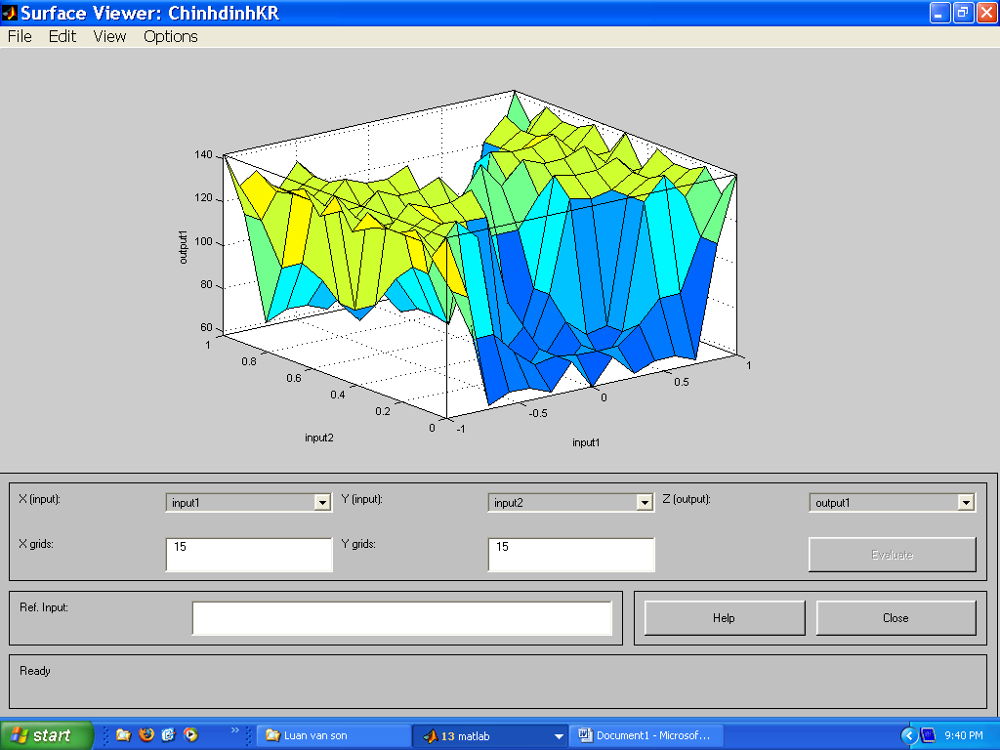 Surface Viewer: ChinhdinhKR
File Edit View Options
140
120
100
80
60
output1
1
0.8
0.6
0.4
0.2
0
input2
-1
-0.5
0
0.5
1
input1
X (input): input1 Y (input): input2 Z (output): output1
X grids: 15 Y grids: 15 Evaluate
Ref. Input: Help Close
Ready
start » Luan van son 13 matlab Document1 - Microsof... 9:40 PM